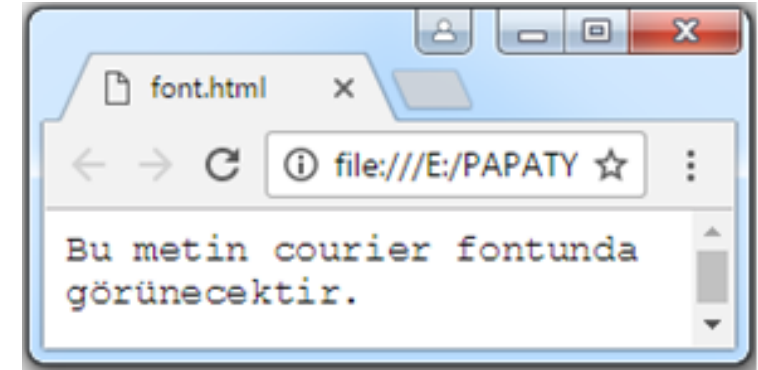 font.html
file:///E:/PAPATY
Bu metin courier fontunda
görünecektir.